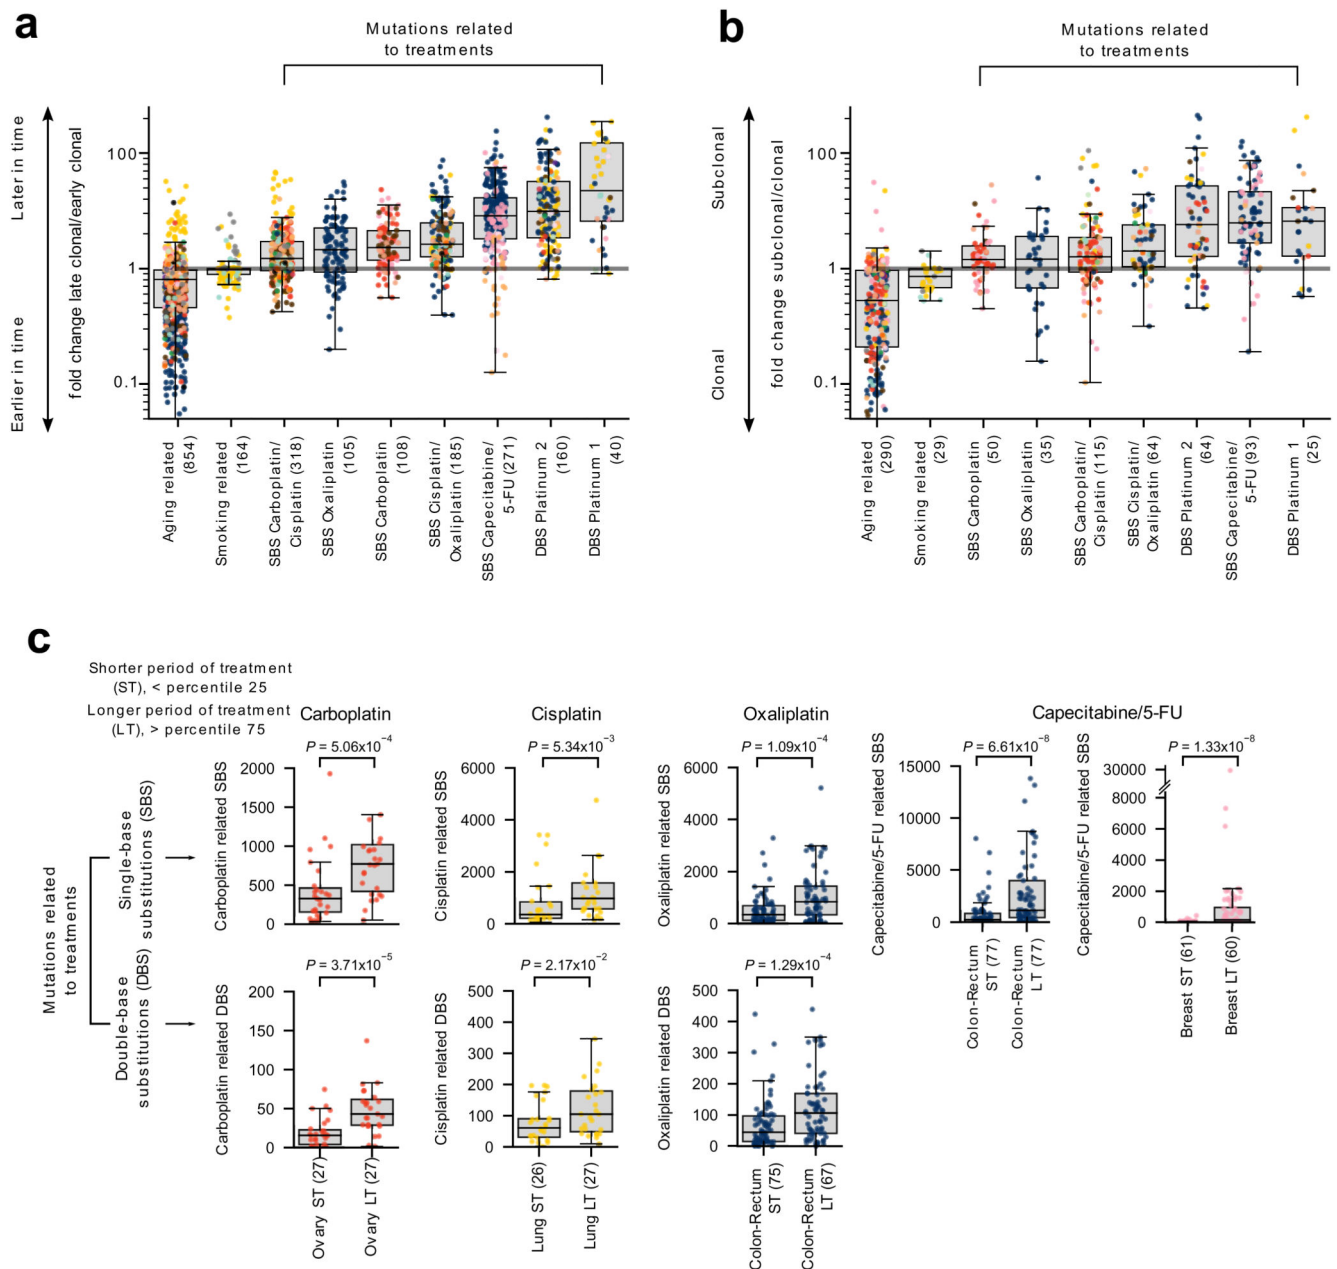 a
Mutations related
to treatments
Later in time
Earlier in time
fold change late clonal/early clonal
100
1
0.1
Aging related
(854)
Smoking related
(164)
SBS Carboplatin/
Cisplatin (318)
SBS Oxaliplatin
(105)
SBS Carboplatin
(108)
SBS Cisplatin/
Oxaliplatin (185)
SBS Capecitabine/
5-FU (271)
DBS Platinum 2
(160)
DBS Platinum 1
(40)
b
Mutations related
to treatments
Subclonal
Clonal
fold change subclonal/clonal
100
1
0.1
Aging related
(290)
Smoking related
(29)
SBS Carboplatin
(50)
SBS Oxaliplatin
(35)
SBS Carboplatin/
Cisplatin (115)
SBS Cisplatin/
Oxaliplatin (64)
DBS Platinum 2
(64)
SBS Capecitabine/
5-FU (93)
DBS Platinum 1
(25)
c
Shorter period of treatment
(ST), < percentile 25
Longer period of treatment
(LT), > percentile 75
Mutations related
to treatments
Single-base
substitutions (SBS)
Double-base
substitutions (DBS)
Carboplatin
P = 5.06x10⁻⁴
Carboplatin related SBS
2000
1500
1000
500
0
Cisplatin
P = 5.34x10⁻³
Cisplatin related SBS
6000
4000
2000
0
Oxaliplatin
P = 1.09x10⁻⁴
Oxaliplatin related SBS
6000
4000
2000
0
Capecitabine/5-FU
P = 6.61x10⁻⁸
Capecitabine/5-FU related SBS
15000
10000
5000
0
Colon-Rectum
ST (77)
Colon-Rectum
LT (77)
P = 1.33x10⁻⁸
Capecitabine/5-FU related SBS
30000
8000
6000
4000
2000
0
Breast ST (61)
Breast LT (60)
P = 3.71x10⁻⁵
Carboplatin related DBS
200
150
100
50
0
Ovary ST (27)
Ovary LT (27)
P = 2.17x10⁻²
Cisplatin related DBS
500
400
300
200
100
0
Lung ST (26)
Lung LT (27)
P = 1.29x10⁻⁴
Oxaliplatin related DBS
500
400
300
200
100
0
Colon-Rectum
ST (75)
Colon-Rectum
LT (67)